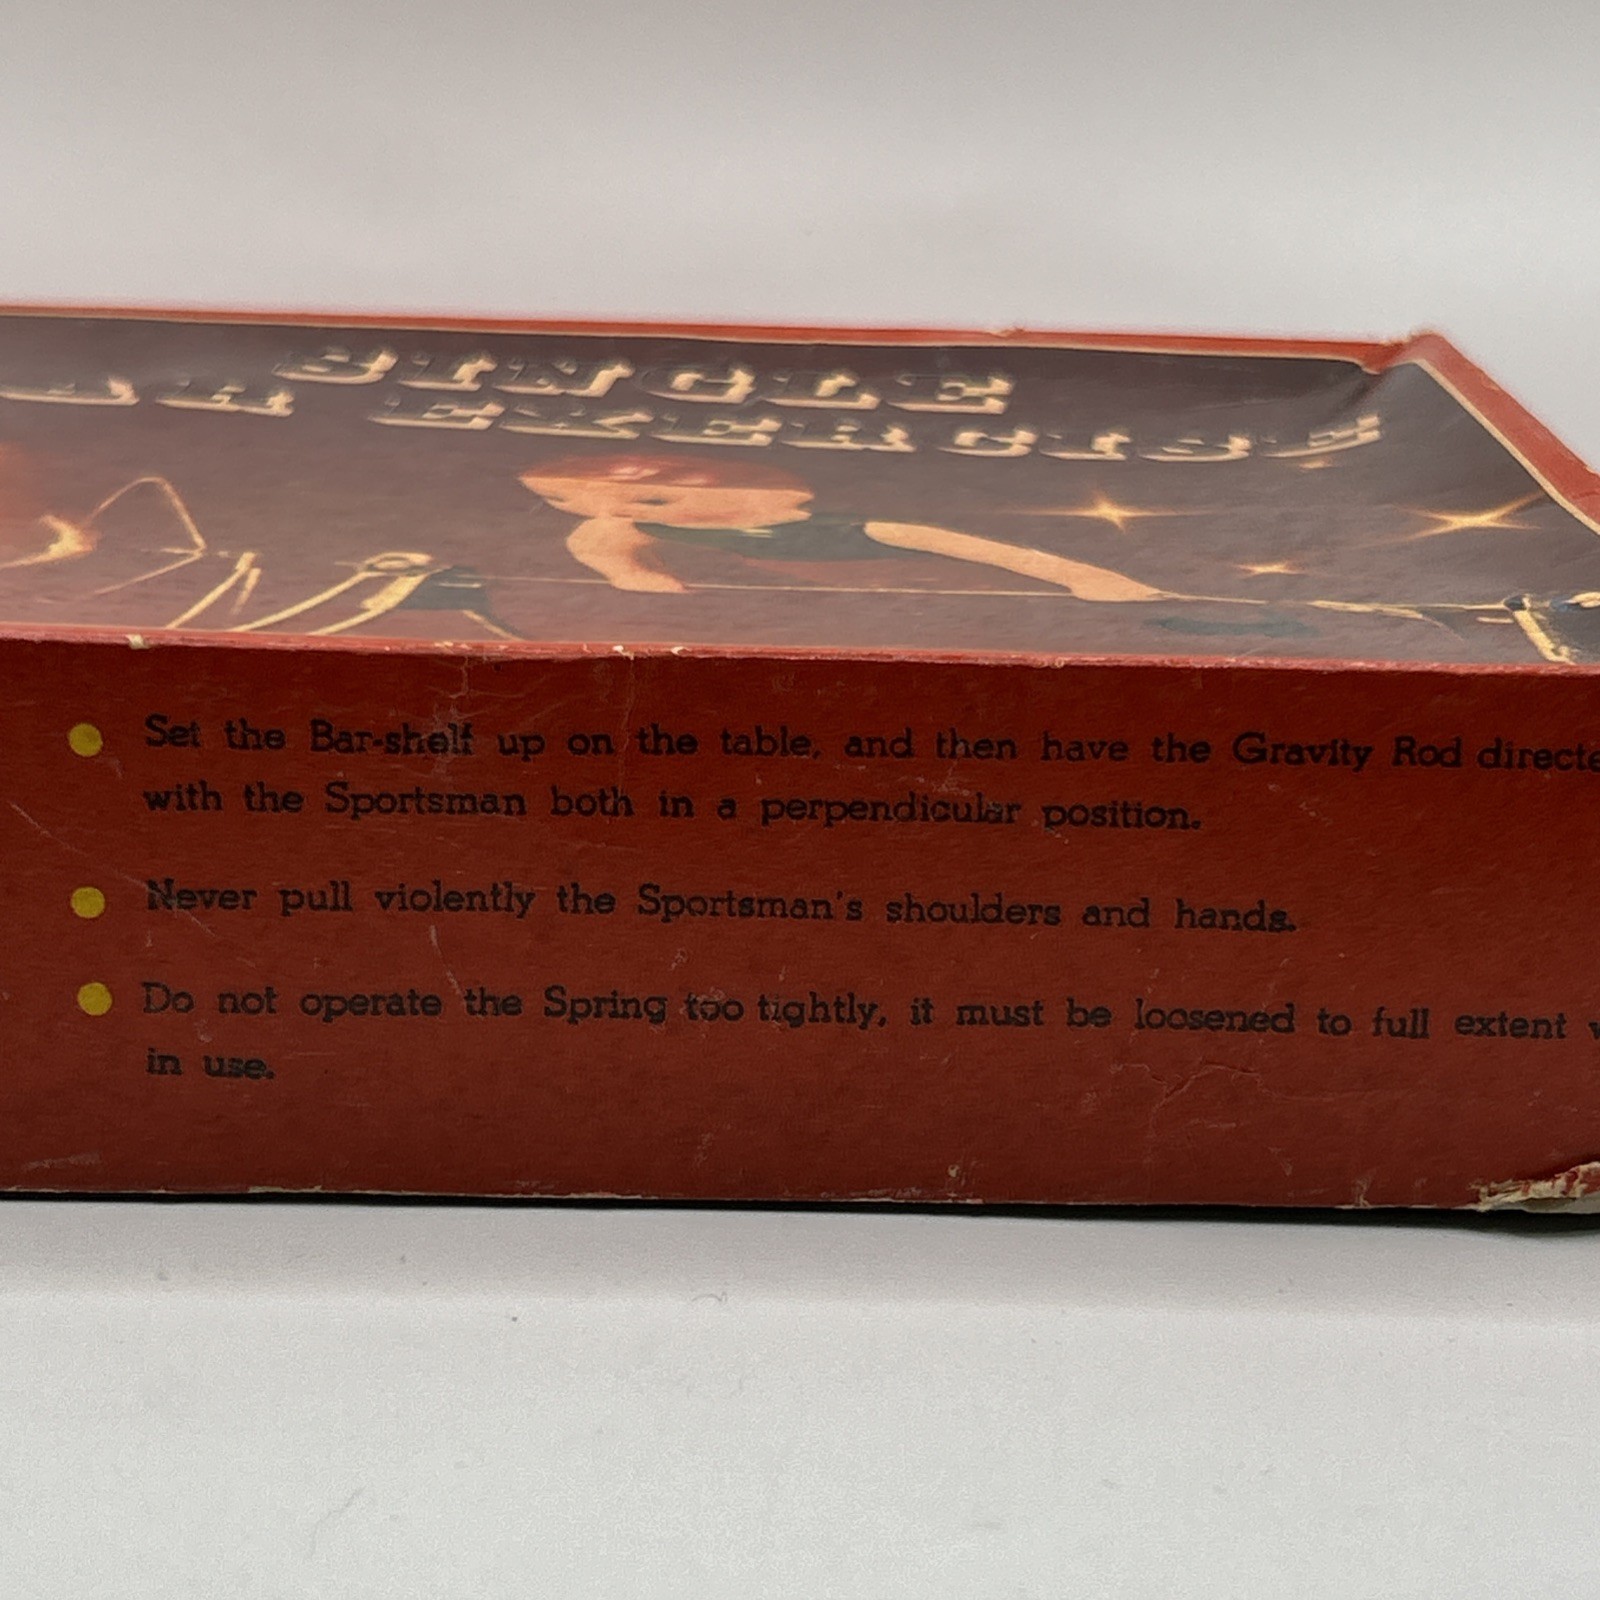 SINGLE
BAR EXERCISE
Set the Bar-shelf up on the table, and then have the Gravity Rod directe
with the Sportsman both in a perpendicular position.
Never pull violently the Sportsman's shoulders and hands.
Do not operate the Spring too tightly, it must be loosened to full extent
in use.